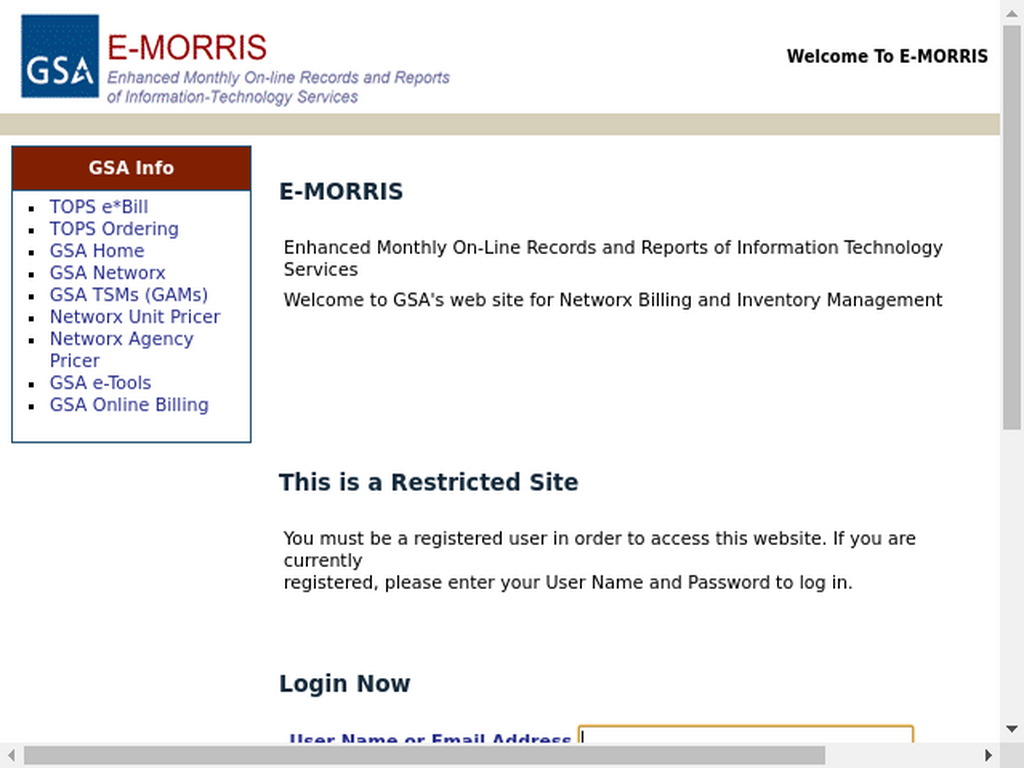 GSA
E-MORRIS
Enhanced Monthly On-line Records and Reports
of Information-Technology Services
Welcome To E-MORRIS
GSA Info
TOPS e*Bill
TOPS Ordering
GSA Home
GSA Networx
GSA TSMs (GAMs)
Networx Unit Pricer
Networx Agency
Pricer
GSA e-Tools
GSA Online Billing
E-MORRIS
Enhanced Monthly On-Line Records and Reports of Information Technology
Services
Welcome to GSA's web site for Networx Billing and Inventory Management
This is a Restricted Site
You must be a registered user in order to access this website. If you are
currently
registered, please enter your User Name and Password to log in.
Login Now
User Name or Email Address